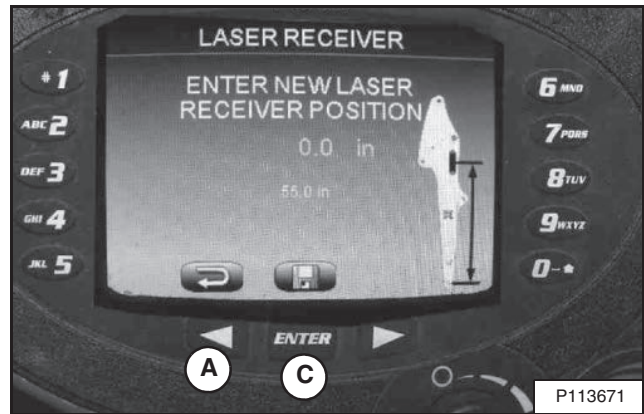 LASER RECEIVER
ENTER NEW LASER
RECEIVER POSITION
0.0 in
55.0 in
#1
ABC 2
DEF 3
GHI 4
JKL 5
6 MNO
7 PQRS
8 TUV
9 WXYZ
0-*
ENTER
A
C
P113671